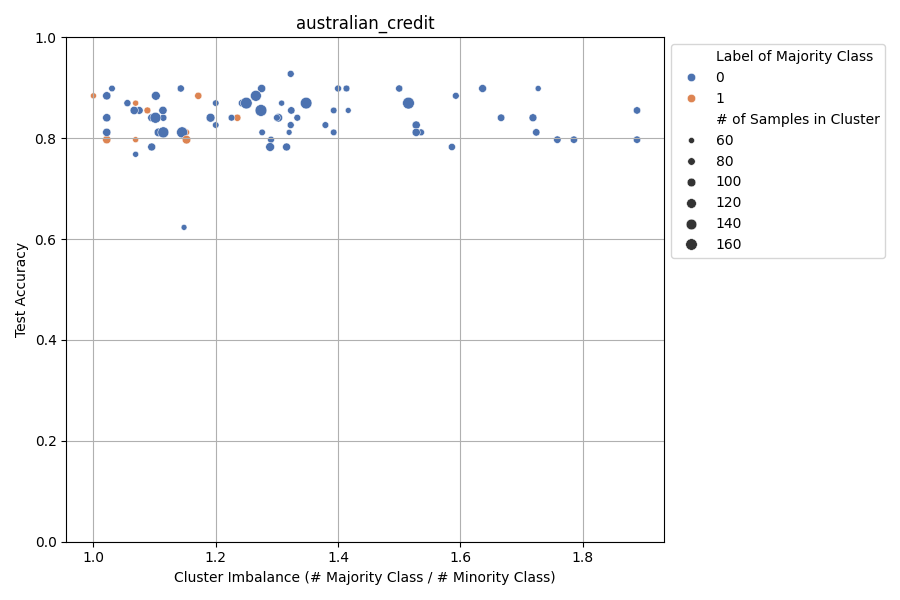 australian_credit
Test Accuracy
1.0
0.8
0.6
0.4
0.2
0.0
1.0 1.2 1.4 1.6 1.8
Cluster Imbalance (# Majority Class / # Minority Class)
Label of Majority Class
0
1
# of Samples in Cluster
60
80
100
120
140
160